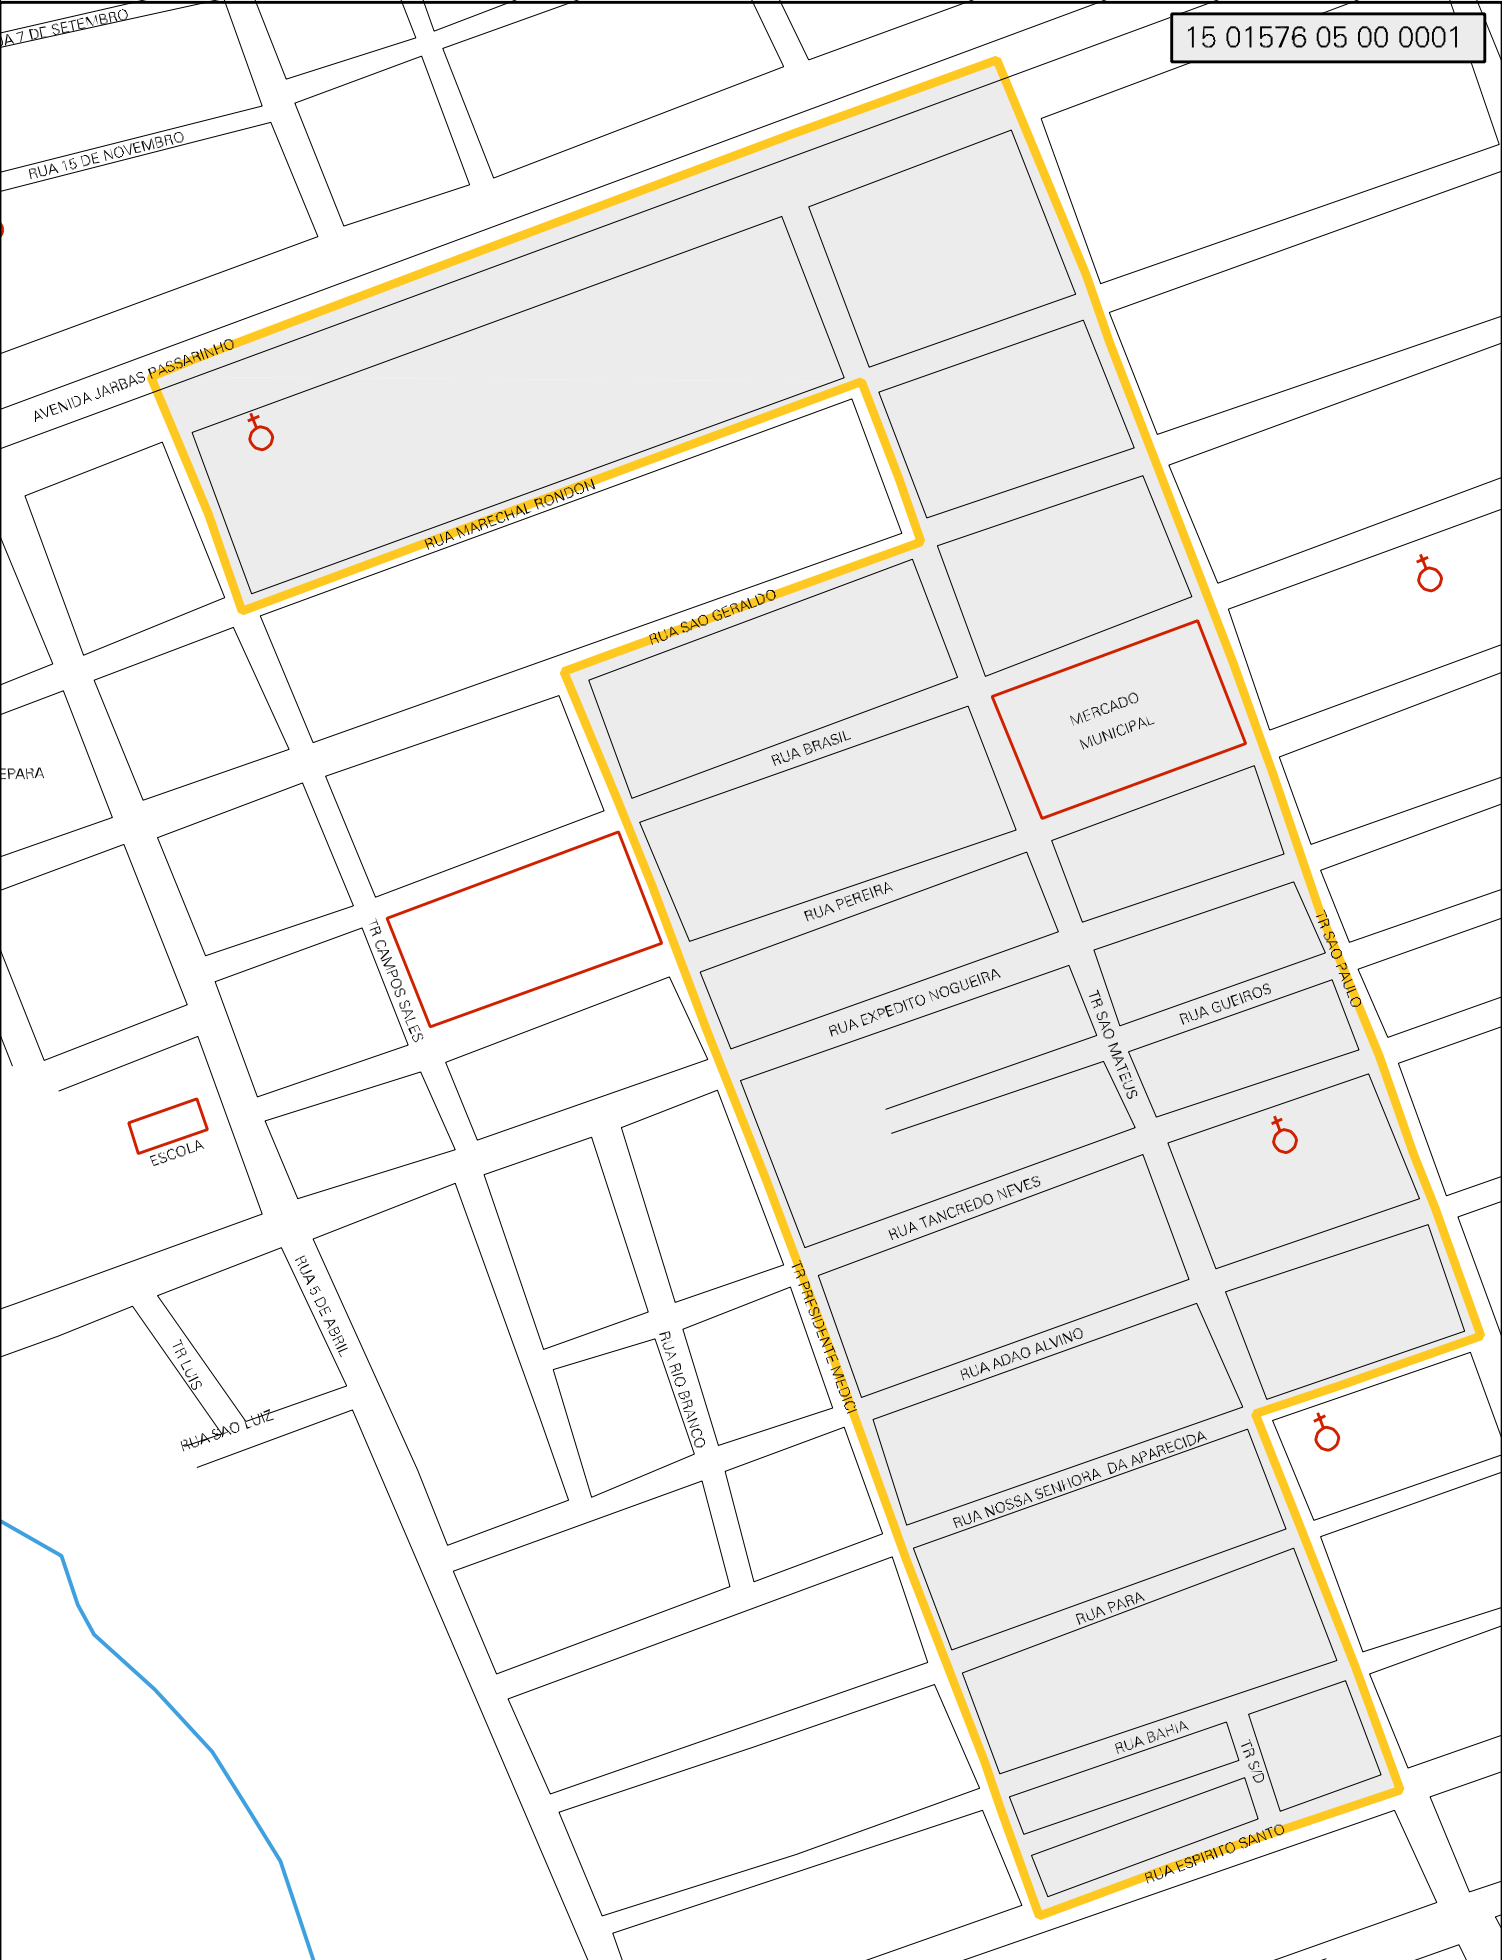 15 01576 05 00 0001
7 DE SETEMBRO
RUA 15 DE NOVEMBRO
AVENIDA JARBAS PASSARINHO
RUA MARECHAL RONDON
RUA SAO GERALDO
MERCADO
MUNICIPAL
RUA BRASIL
EPARA
RUA PEREIRA
TR CAMPOS SALES
TR SAO PAULO
RUA EXPEDITO NOGUEIRA
TR SAO MATEUS
RUA GUEIROS
ESCOLA
RUA TANCREDO NEVES
RUA 5 DE ABRIL
TR PRESIDENTE MEDICI
TR LUIS
RUA RIO BRANCO
RUA ADAO ALVINO
RUA SAO LUIZ
RUA NOSSA SENHORA DA APARECIDA
RUA PARA
RUA BAHIA
TR S/D
RUA ESPIRITO SANTO